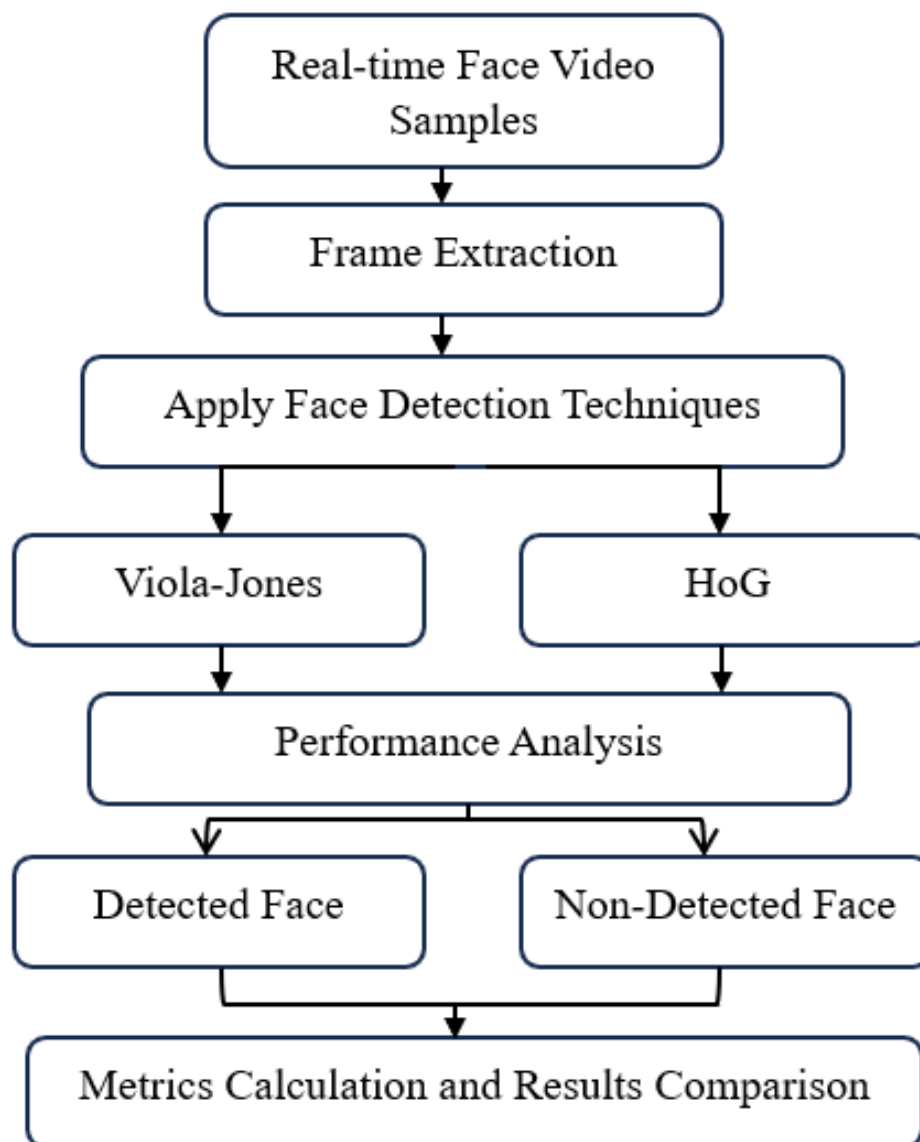 Real-time Face Video
Samples
Frame Extraction
Apply Face Detection Techniques
Viola-Jones
HoG
Performance Analysis
Detected Face
Non-Detected Face
Metrics Calculation and Results Comparison